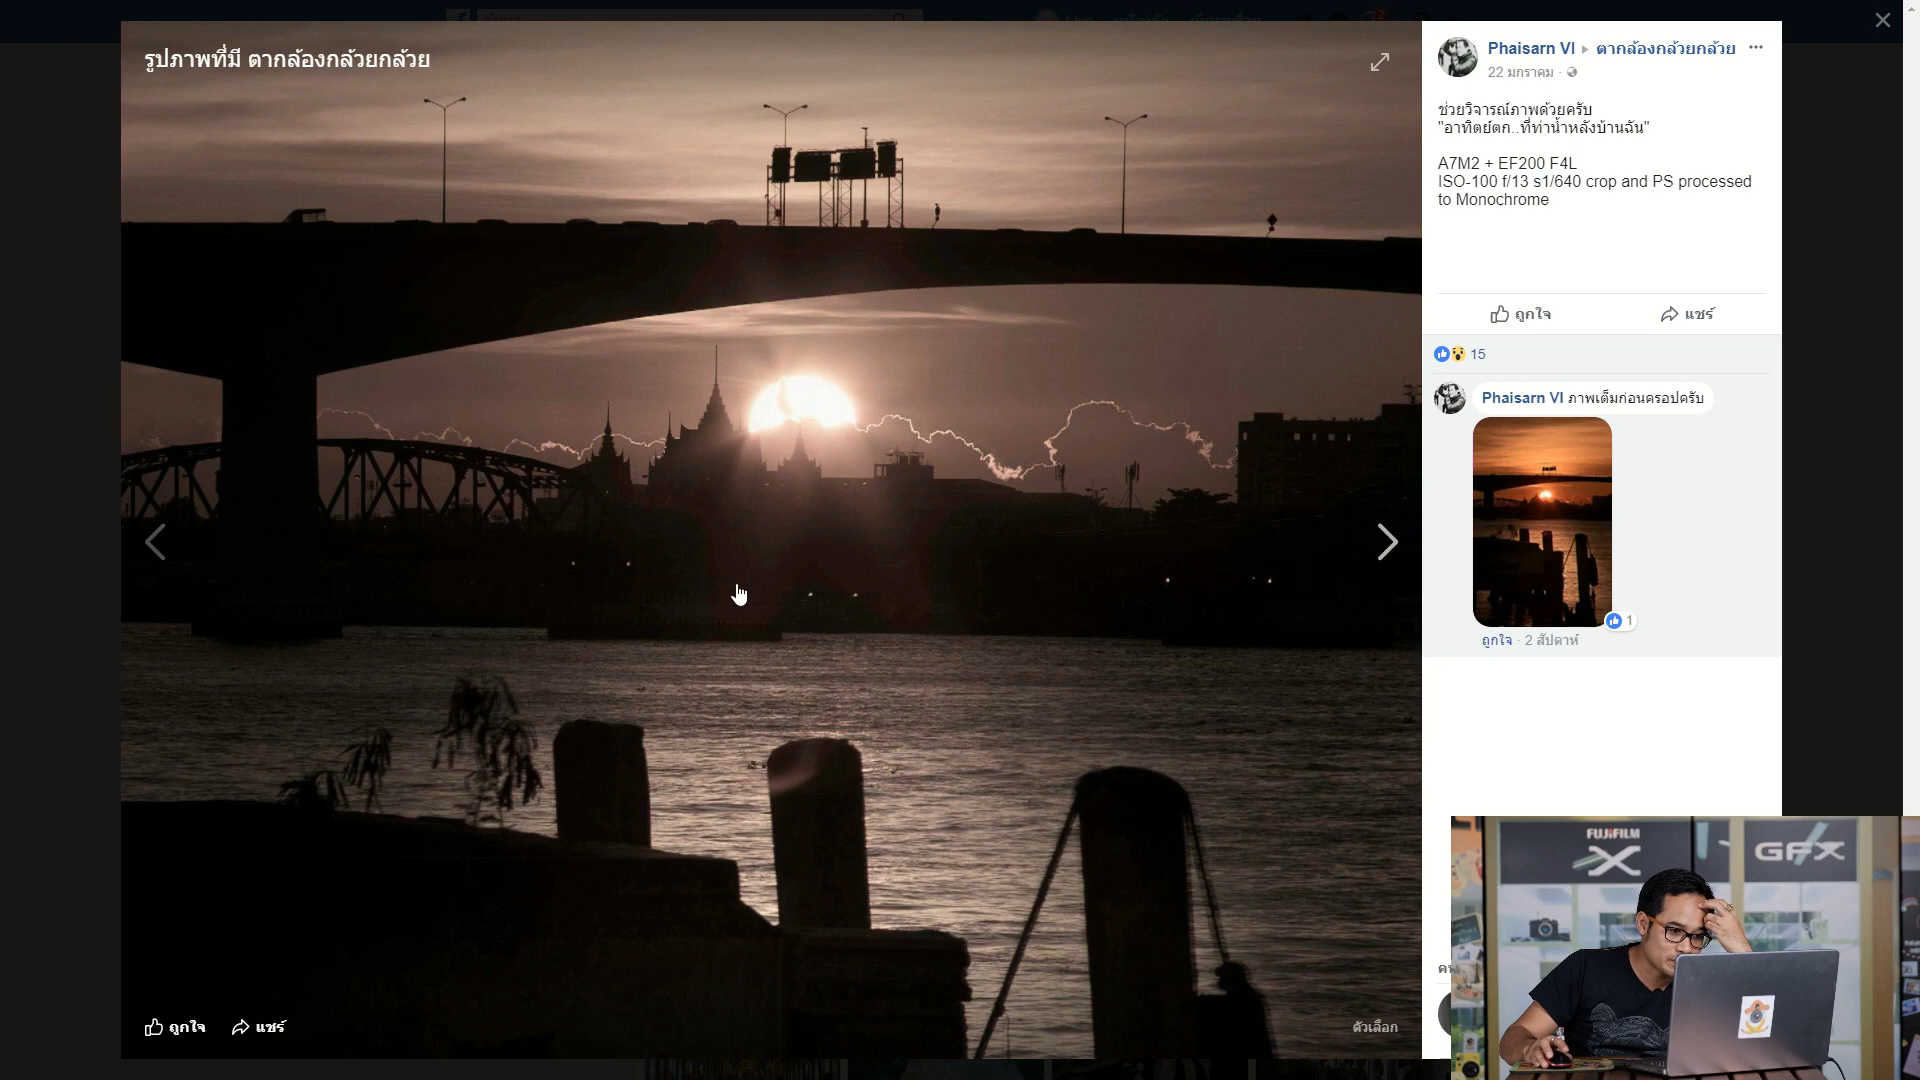 รูปภาพที่มี ตากล้องกล้วยกล้วย
Phaisarn VI ▸ ตากล้องกล้วยกล้วย
22 มกราคม ·
ช่วยวิจารณ์ภาพด้วยครับ
"อาทิตย์ตก..ที่ท่าน้ำหลังบ้านฉัน"
A7M2 + EF200 F4L
ISO-100 f/13 s1/640 crop and PS processed
to Monochrome
ถูกใจ แชร์
15
Phaisarn VI ภาพเต็มก่อนครอปครับ
1
ถูกใจ · 2 สัปดาห์
ถูกใจ แชร์
ตัวเลือก
FUJIFILM
X
GFX